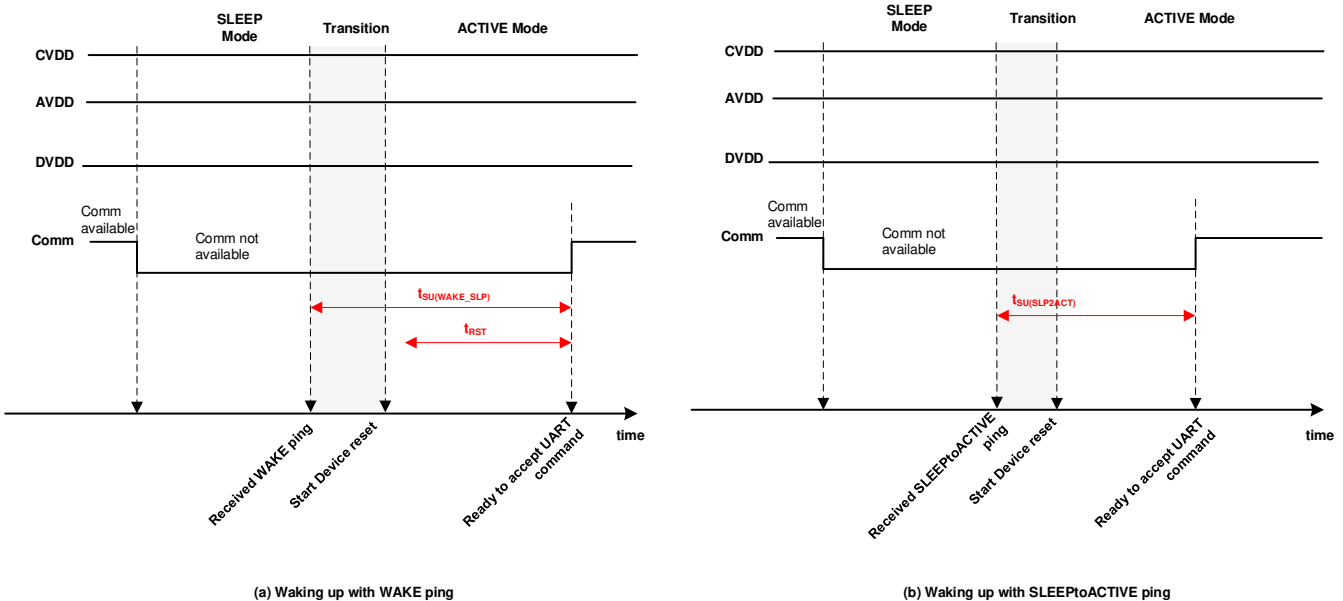 SLEEP
Mode
Transition
ACTIVE Mode
CVDD
AVDD
DVDD
Comm
available
Comm
Comm not
available
tSU(WAKE_SLP)
tRST
time
Received WAKE ping
Start Device reset
Ready to accept UART
command
(a) Waking up with WAKE ping
SLEEP
Mode
Transition
ACTIVE Mode
CVDD
AVDD
DVDD
Comm
available
Comm
Comm not
available
tSU(SLP2ACT)
time
Received SLEEPtoACTIVE
ping
Start Device reset
Ready to accept UART
command
(b) Waking up with SLEEPtoACTIVE ping